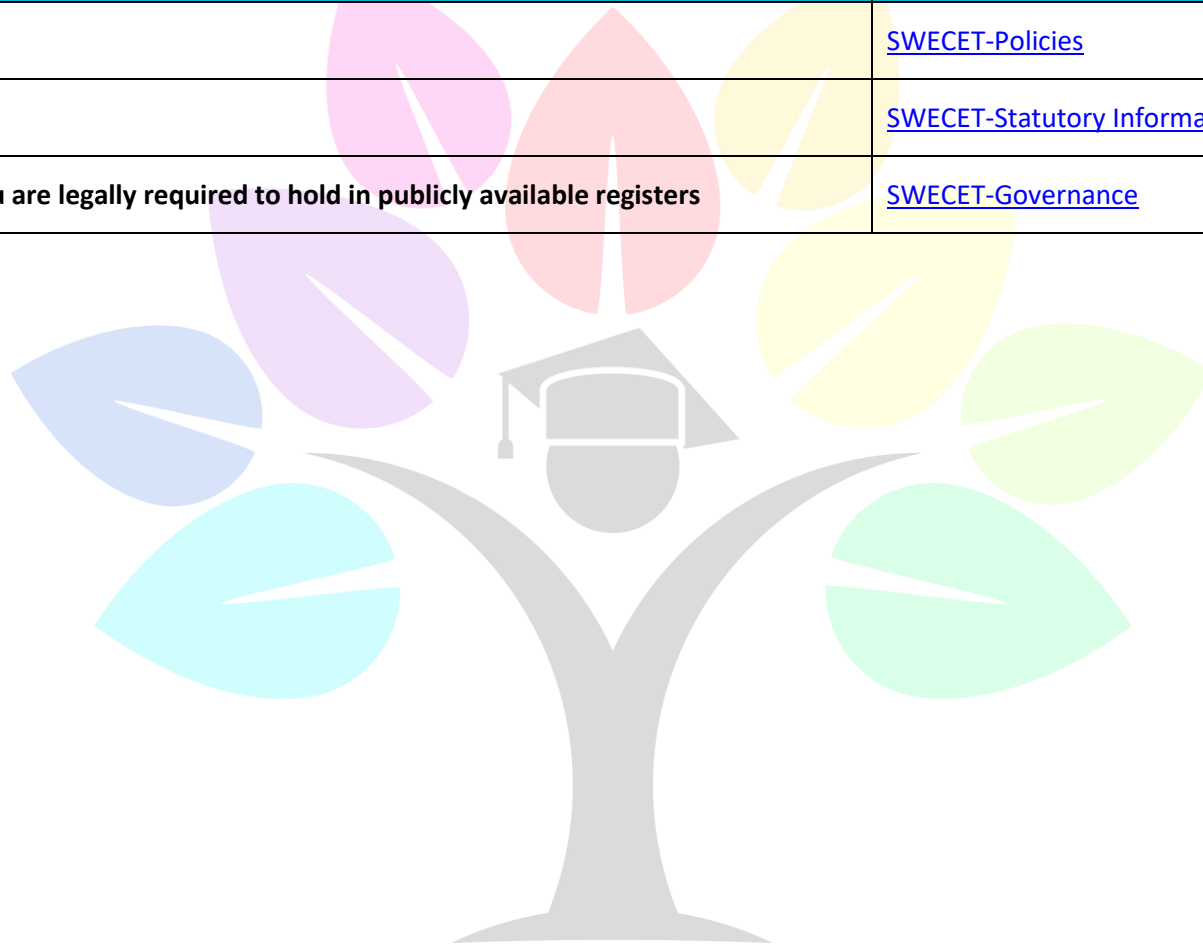 SWECET-Policies
SWECET-Statutory Informa
are legally required to hold in publicly available registers SWECET-Governance